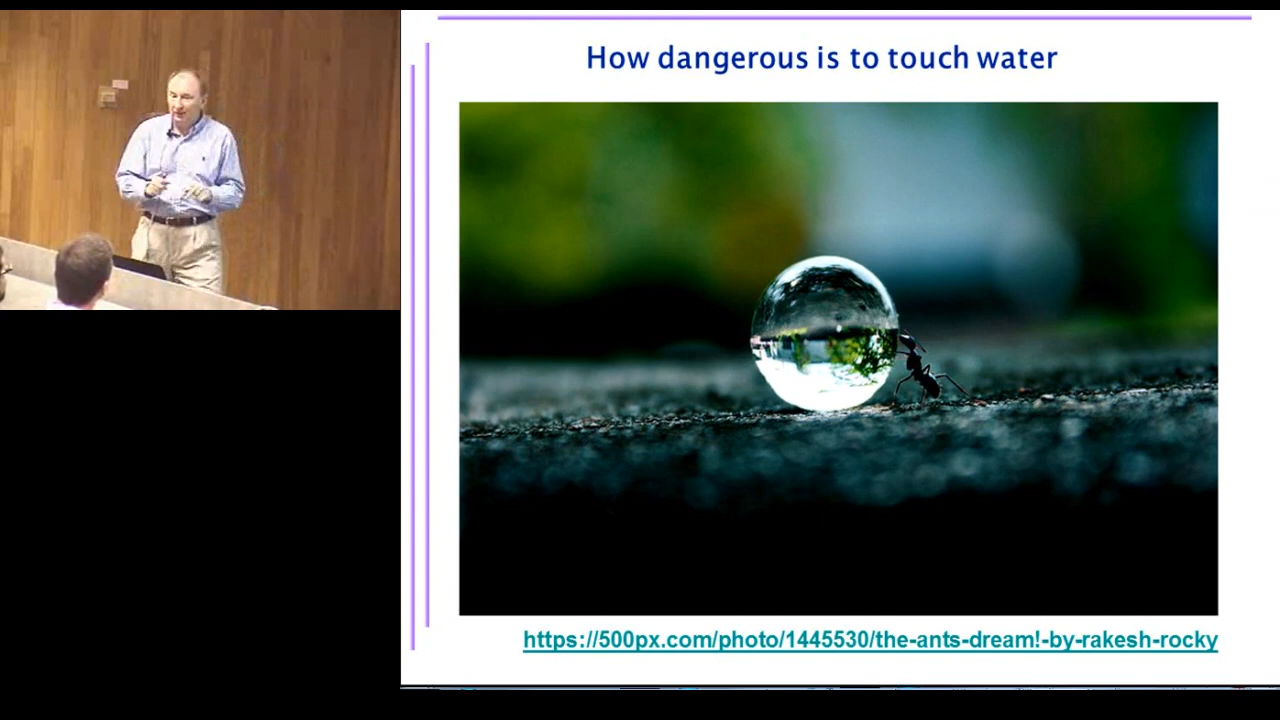 How dangerous is to touch water
https://500px.com/photo/1445530/the-ants-dream!-by-rakesh-rocky